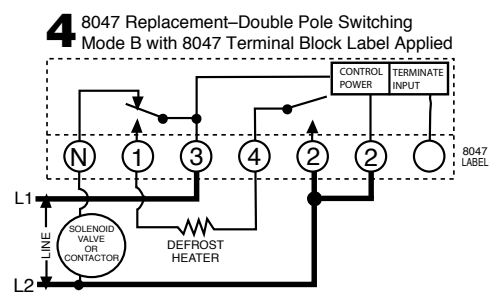 4 8047 Replacement–Double Pole Switching
Mode B with 8047 Terminal Block Label Applied
CONTROL POWER
TERMINATE INPUT
N 1 3 4 2 2
8047 LABEL
L1
LINE
SOLENOID
VALVE
OR
CONTACTOR
DEFROST
HEATER
L2